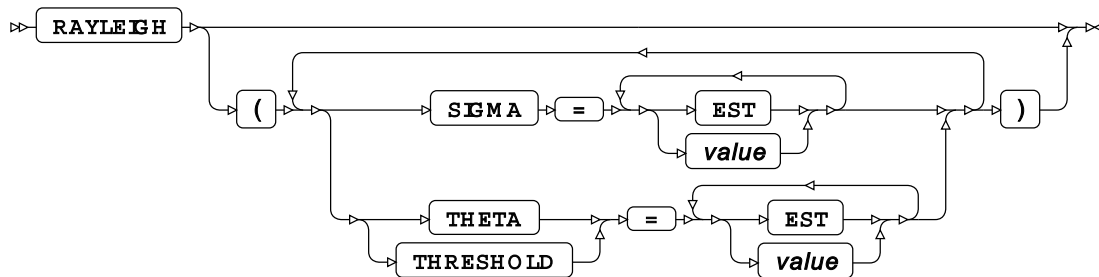 RAYLEIGH
( SIGMA = EST )
value
THETA = EST
THRESHOLD value